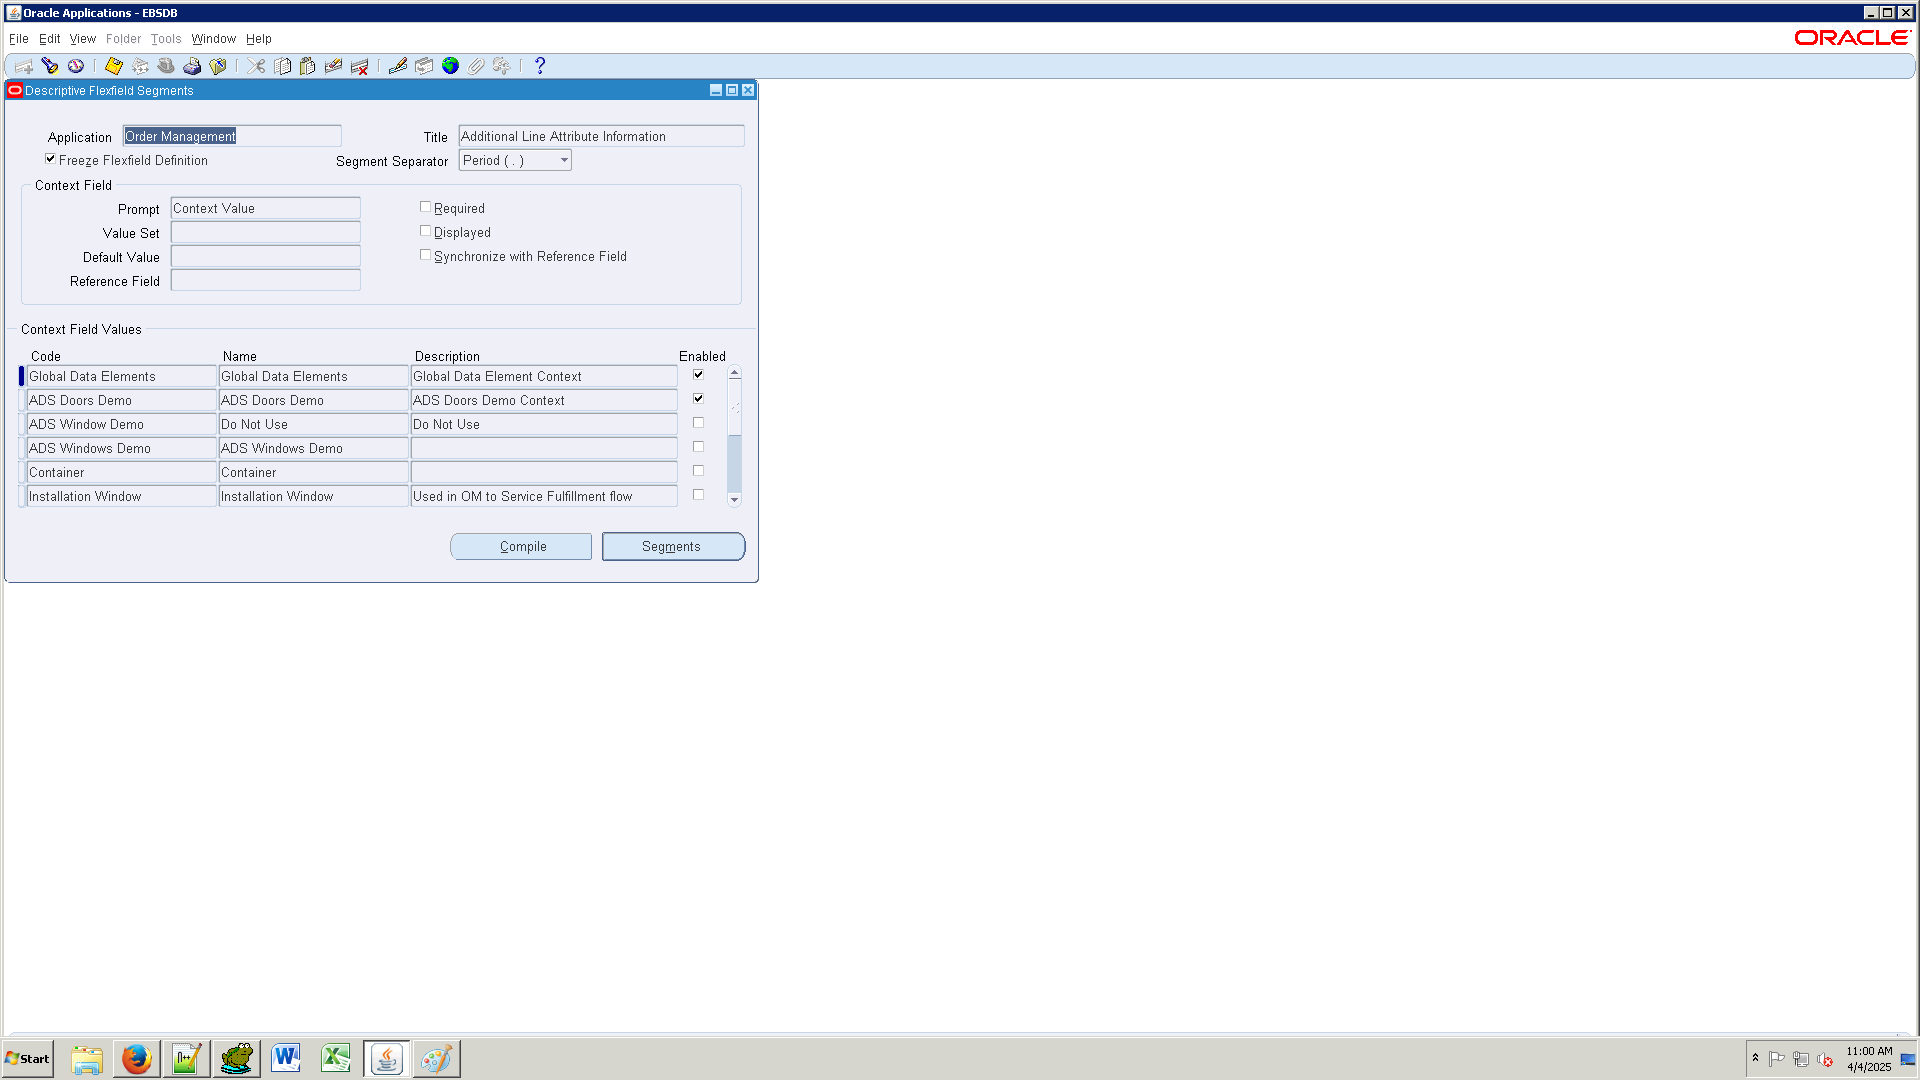 Oracle Applications - EBSDB
File Edit View Folder Tools Window Help
ORACLE
Descriptive Flexfield Segments
Application Order Management Title Additional Line Attribute Information
Freeze Flexfield Definition Segment Separator Period ( . )
Context Field
Prompt Context Value Required
Value Set Displayed
Default Value Synchronize with Reference Field
Reference Field
Context Field Values
Code Name Description Enabled
Global Data Elements Global Data Elements Global Data Element Context
ADS Doors Demo ADS Doors Demo ADS Doors Demo Context
ADS Window Demo Do Not Use Do Not Use
ADS Windows Demo ADS Windows Demo
Container Container
Installation Window Installation Window Used in OM to Service Fulfillment flow
Compile Segments
Start
11:00 AM
4/4/2025